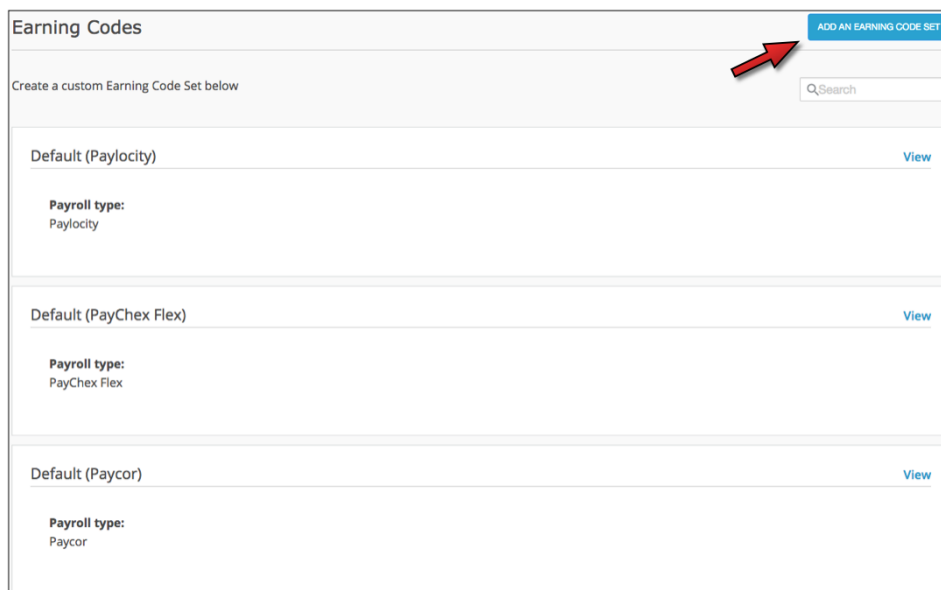 Earning Codes
ADD AN EARNING CODE SET
Create a custom Earning Code Set below
Search
Default (Paylocity)
View
Payroll type:
Paylocity
Default (PayChex Flex)
View
Payroll type:
PayChex Flex
Default (Paycor)
View
Payroll type:
Paycor